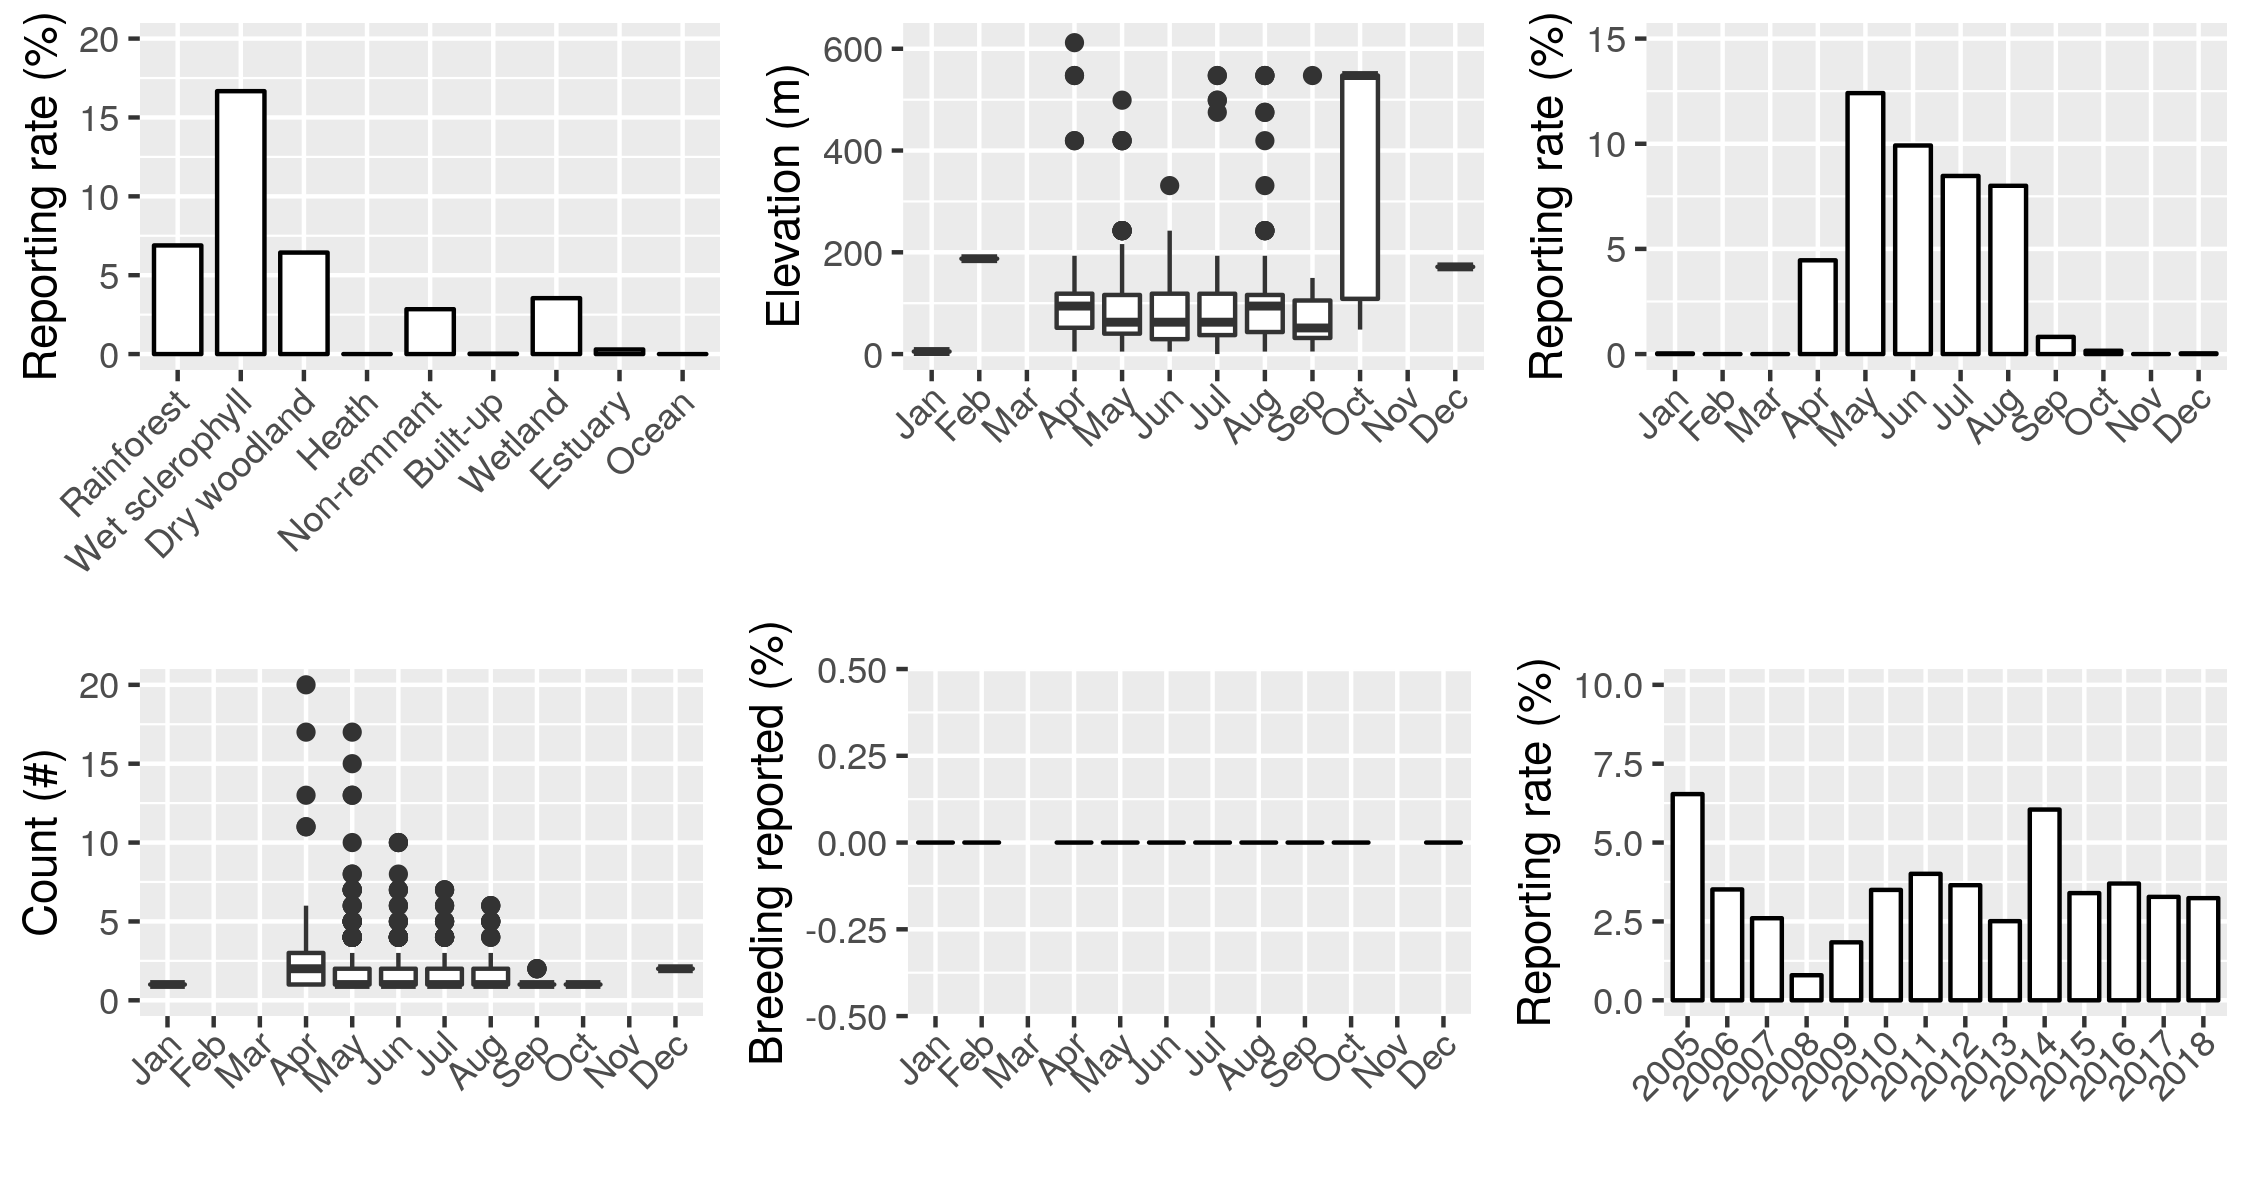 Reporting rate (%)
20
15
10
5
0
Rainforest
Wet sclerophyll
Dry woodland
Heath
Non-remnant
Built-up
Wetland
Estuary
Ocean
Elevation (m)
600
400
200
0
Jan
Feb
Mar
Apr
May
Jun
Jul
Aug
Sep
Oct
Nov
Dec
Reporting rate (%)
15
10
5
0
Jan
Feb
Mar
Apr
May
Jun
Jul
Aug
Sep
Oct
Nov
Dec
Count (#)
20
15
10
5
0
Jan
Feb
Mar
Apr
May
Jun
Jul
Aug
Sep
Oct
Nov
Dec
Breeding reported (%)
0.50
0.25
0.00
-0.25
-0.50
Jan
Feb
Mar
Apr
May
Jun
Jul
Aug
Sep
Oct
Nov
Dec
Reporting rate (%)
10.0
7.5
5.0
2.5
0.0
2005
2006
2007
2008
2009
2010
2011
2012
2013
2014
2015
2016
2017
2018